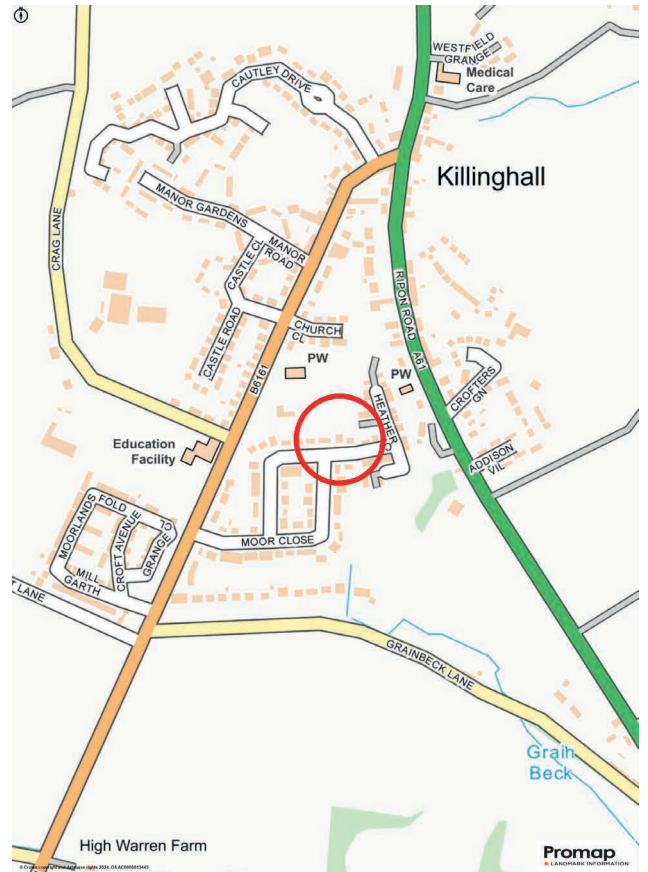 WESTFIELD
GRANGE
Medical
Care
CAUTLEY DRIVE
Killinghall
MANOR GARDENS
MANOR
ROAD
CASTLE CL
CRAG LANE
RIPON ROAD
A61
CASTLE ROAD
CHURCH
CL
B6161
PW
PW
CROFTERS
GN
HEATHER
Education
Facility
ADDISON
VIL
MOORLANDS
FOLD
CL
CROFT AVENUE
GRANGE
MOOR CLOSE
MILL
GARTH
LANE
GRAINBECK LANE
Grain
Beck
High Warren Farm
Promap
LANDMARK INFORMATION